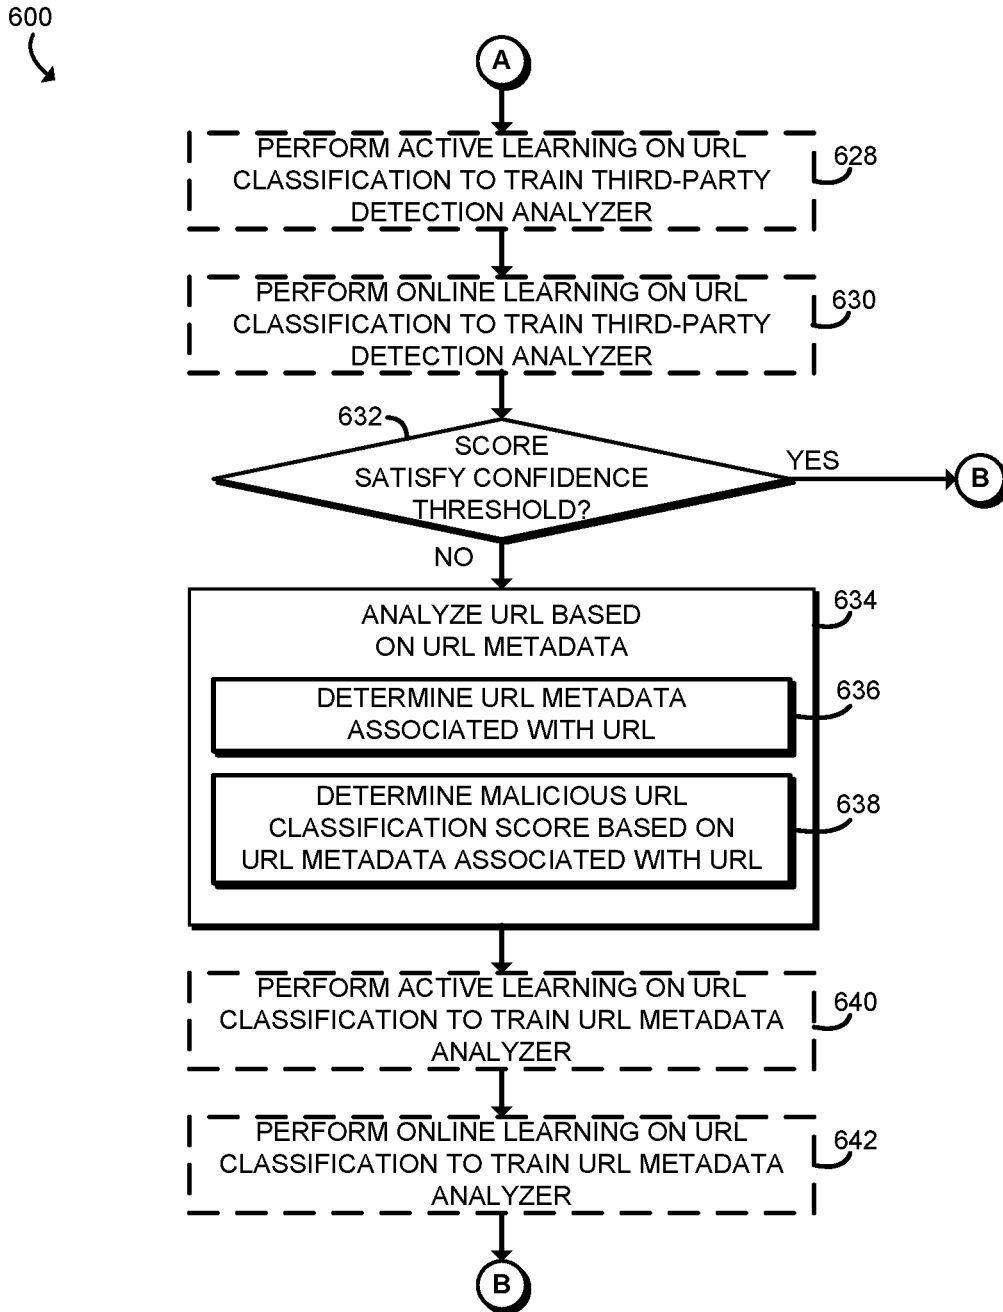 600
A
PERFORM ACTIVE LEARNING ON URL
CLASSIFICATION TO TRAIN THIRD-PARTY
DETECTION ANALYZER
628
PERFORM ONLINE LEARNING ON URL
CLASSIFICATION TO TRAIN THIRD-PARTY
DETECTION ANALYZER
630
632
SCORE
SATISFY CONFIDENCE
THRESHOLD?
YES
B
NO
ANALYZE URL BASED
ON URL METADATA
634
DETERMINE URL METADATA
ASSOCIATED WITH URL
636
DETERMINE MALICIOUS URL
CLASSIFICATION SCORE BASED ON
URL METADATA ASSOCIATED WITH URL
638
PERFORM ACTIVE LEARNING ON URL
CLASSIFICATION TO TRAIN URL METADATA
ANALYZER
640
PERFORM ONLINE LEARNING ON URL
CLASSIFICATION TO TRAIN URL METADATA
ANALYZER
642
B